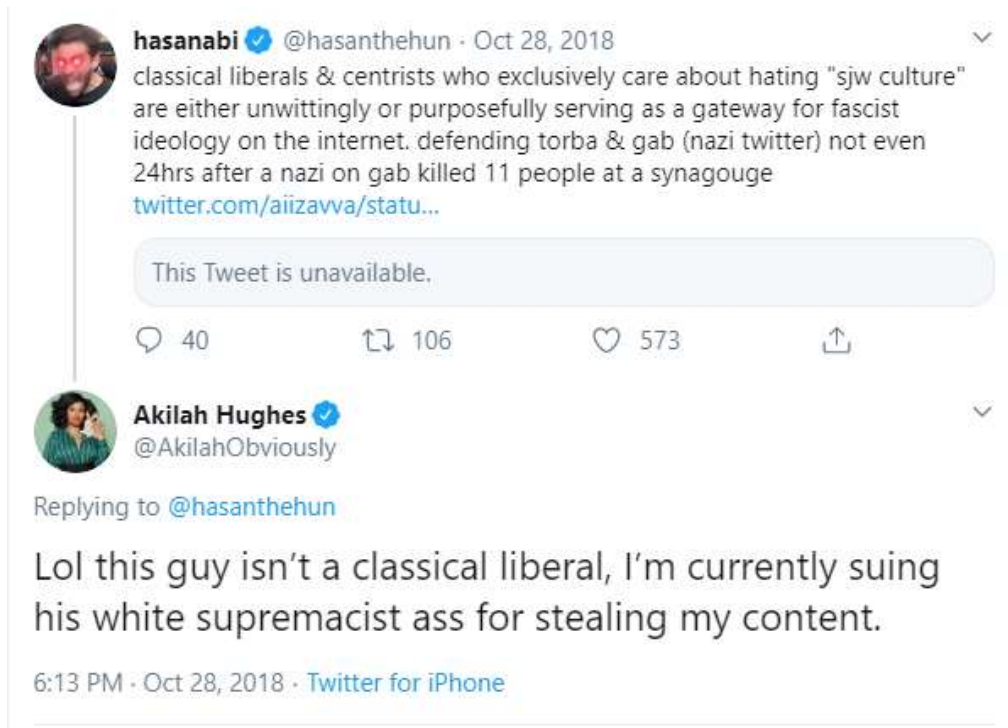 hasanabi @hasanthehun · Oct 28, 2018
classical liberals & centrists who exclusively care about hating "sjw culture"
are either unwittingly or purposefully serving as a gateway for fascist
ideology on the internet. defending torba & gab (nazi twitter) not even
24hrs after a nazi on gab killed 11 people at a synagouge
twitter.com/aiizavva/statu...
This Tweet is unavailable.
40 106 573
Akilah Hughes
@AkilahObviously
Replying to @hasanthehun
Lol this guy isn't a classical liberal, I'm currently suing
his white supremacist ass for stealing my content.
6:13 PM · Oct 28, 2018 · Twitter for iPhone